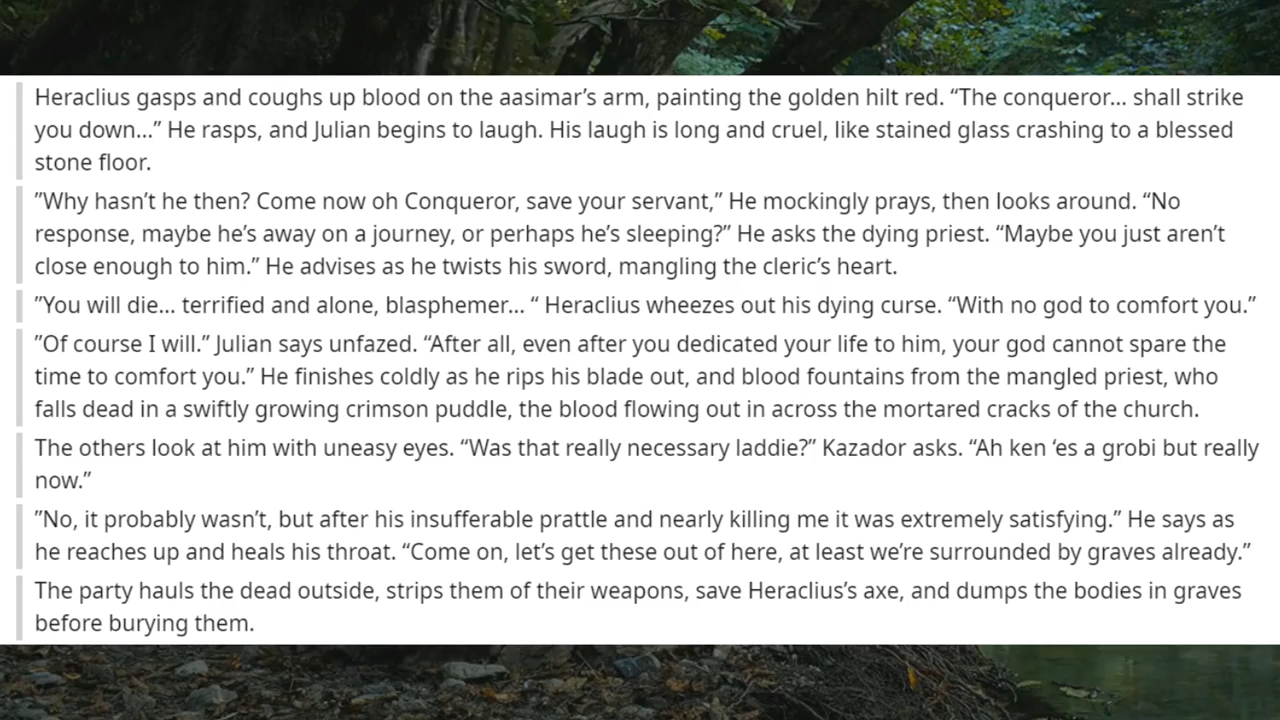 Heraclius gasps and coughs up blood on the aasimar’s arm, painting the golden hilt red. “The conqueror... shall strike
you down...” He rasps, and Julian begins to laugh. His laugh is long and cruel, like stained glass crashing to a blessed
stone floor.
”Why hasn’t he then? Come now oh Conqueror, save your servant,” He mockingly prays, then looks around. “No
response, maybe he’s away on a journey, or perhaps he’s sleeping?” He asks the dying priest. “Maybe you just aren’t
close enough to him.” He advises as he twists his sword, mangling the cleric’s heart.
”You will die... terrified and alone, blasphemer... “ Heraclius wheezes out his dying curse. “With no god to comfort you.”
”Of course I will.” Julian says unfazed. “After all, even after you dedicated your life to him, your god cannot spare the
time to comfort you.” He finishes coldly as he rips his blade out, and blood fountains from the mangled priest, who
falls dead in a swiftly growing crimson puddle, the blood flowing out in across the mortared cracks of the church.
The others look at him with uneasy eyes. “Was that really necessary laddie?” Kazador asks. “Ah ken ‘es a grobi but really
now.”
”No, it probably wasn’t, but after his insufferable prattle and nearly killing me it was extremely satisfying.” He says as
he reaches up and heals his throat. “Come on, let’s get these out of here, at least we’re surrounded by graves already.”
The party hauls the dead outside, strips them of their weapons, save Heraclius’s axe, and dumps the bodies in graves
before burying them.